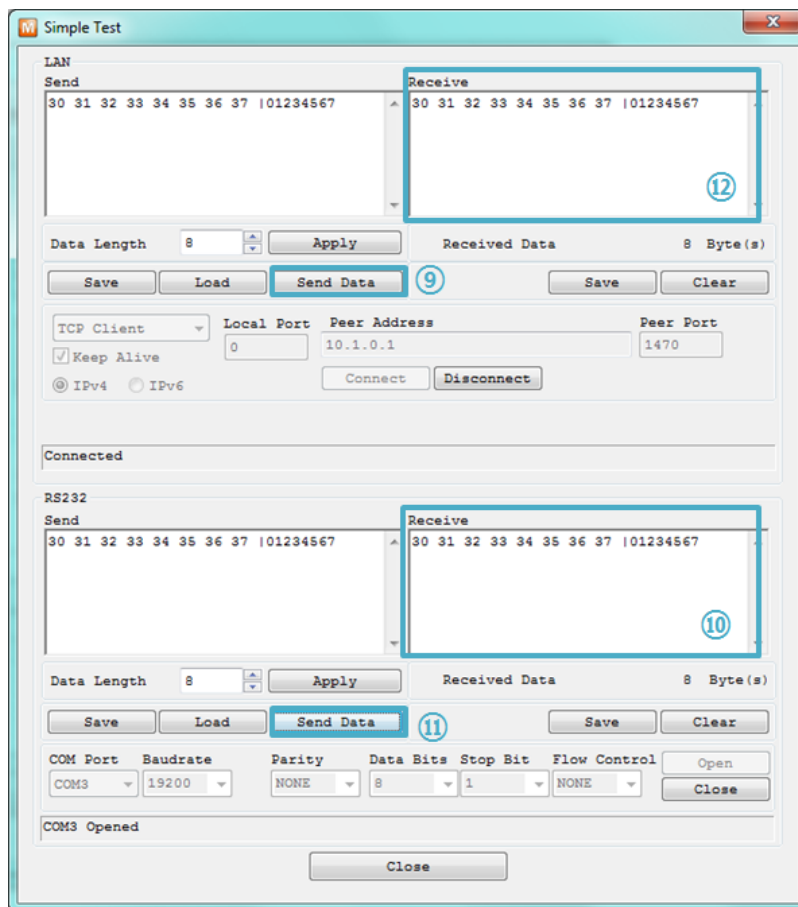 M Simple Test
LAN
Send Receive
30 31 32 33 34 35 36 37 |01234567 30 31 32 33 34 35 36 37 |01234567
⑫
Data Length 8 Apply Received Data 8 Byte(s)
Save Load Send Data ⑨ Save Clear
TCP Client Local Port Peer Address Peer Port
Keep Alive 0 10.1.0.1 1470
IPv4 IPv6 Connect Disconnect
Connected
RS232
Send Receive
30 31 32 33 34 35 36 37 |01234567 30 31 32 33 34 35 36 37 |01234567
⑩
Data Length 8 Apply Received Data 8 Byte(s)
Save Load Send Data ⑪ Save Clear
COM Port Baudrate Parity Data Bits Stop Bit Flow Control Open
COM3 19200 NONE 8 1 NONE Close
COM3 Opened
Close